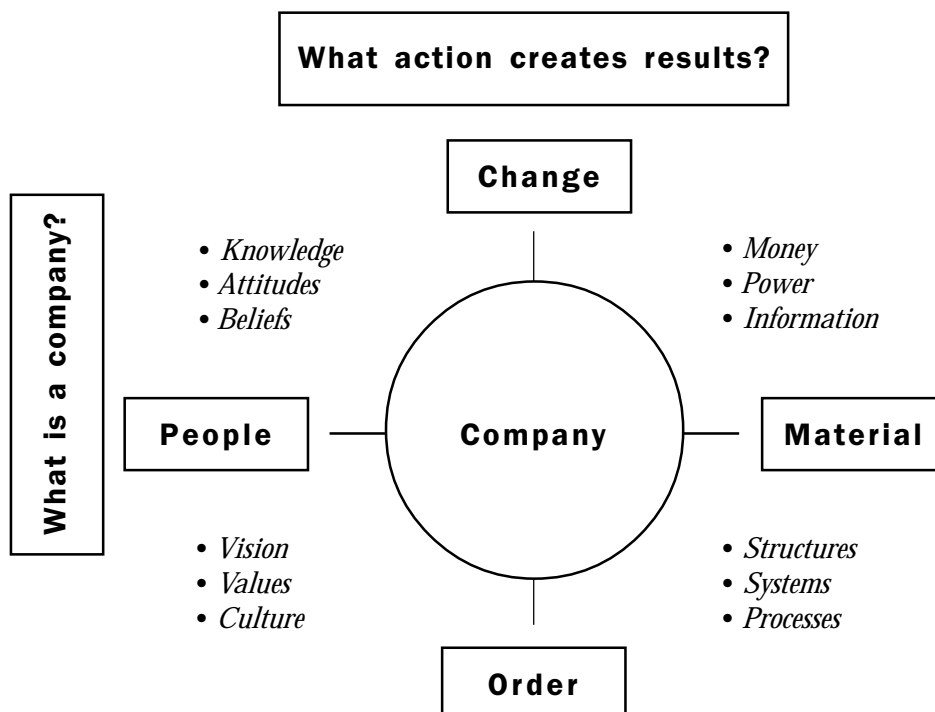 What action creates results?
Change
What is a company?
• Knowledge
• Attitudes
• Beliefs
• Money
• Power
• Information
People
Company
Material
• Vision
• Values
• Culture
• Structures
• Systems
• Processes
Order